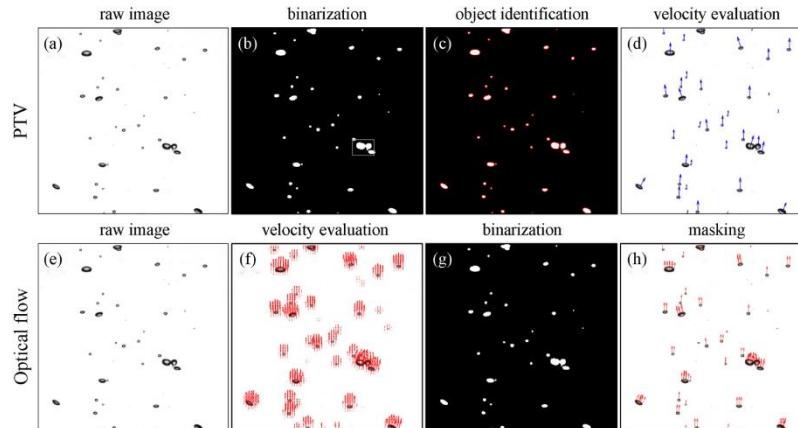 raw image binarization object identification velocity evaluation
PTV
(a) (b) (c) (d)
raw image velocity evaluation binarization masking
Optical flow
(e) (f) (g) (h)